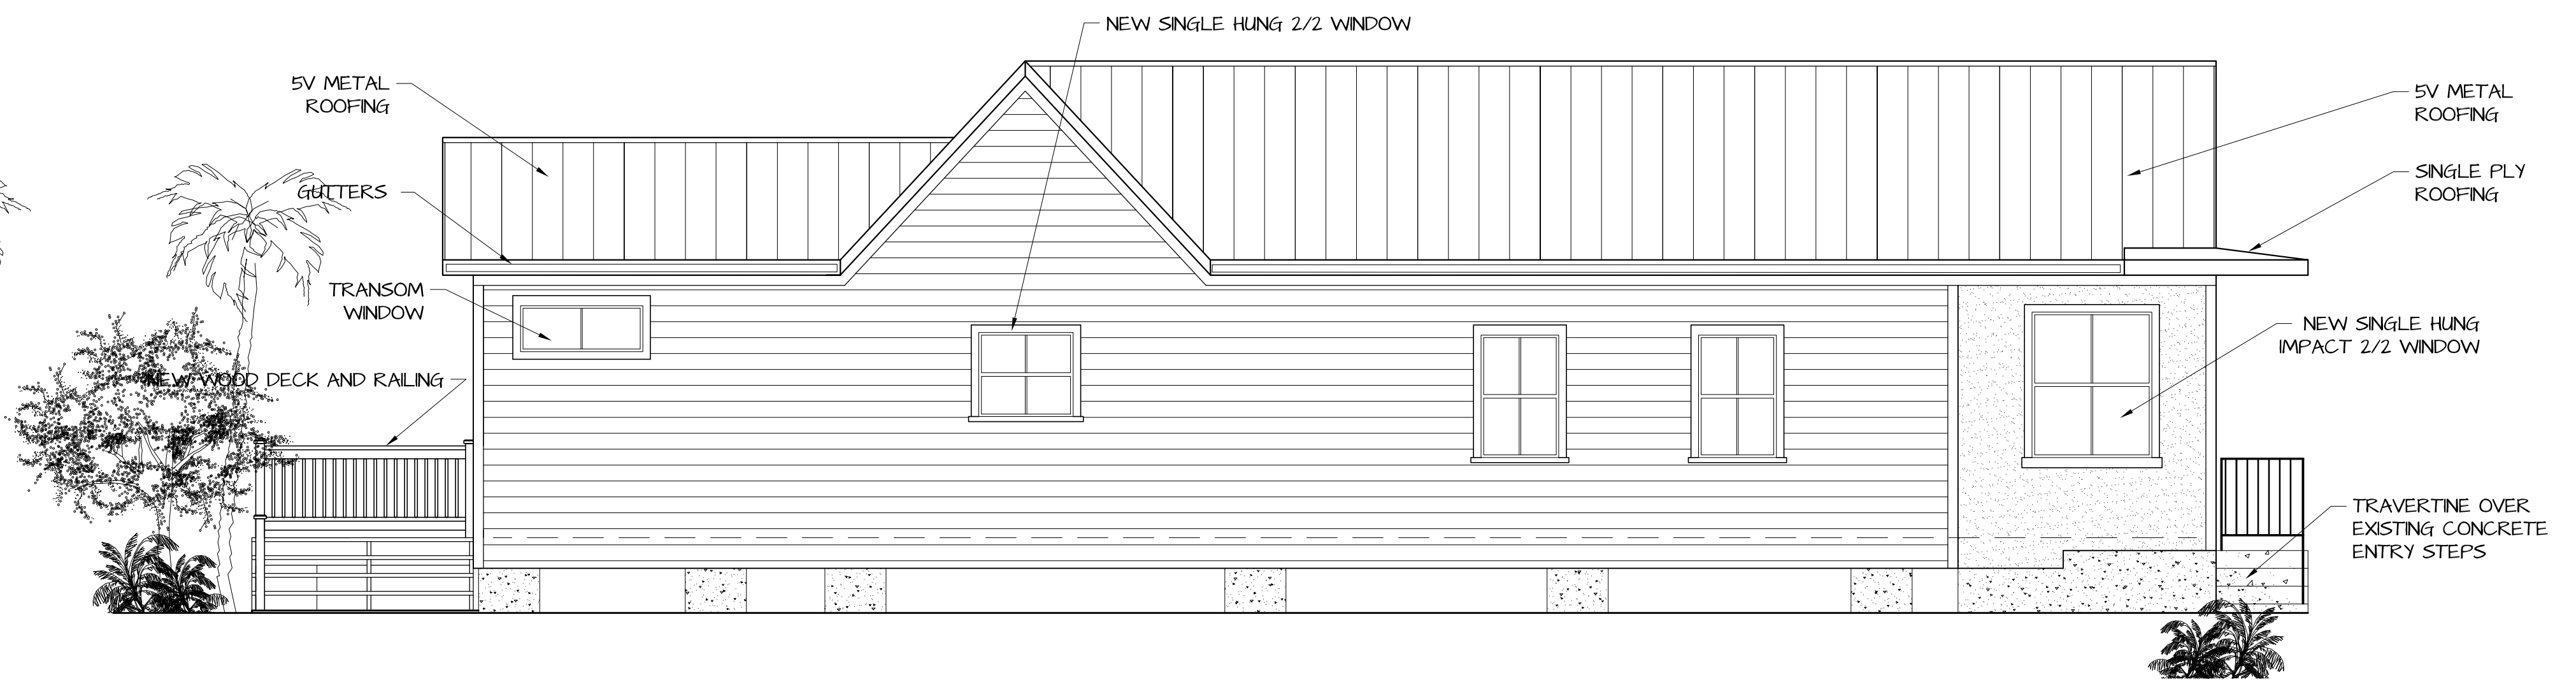 NEW SINGLE HUNG 2/2 WINDOW
5V METAL
ROOFING
5V METAL
ROOFING
SINGLE PLY
ROOFING
GUTTERS
TRANSOM
WINDOW
NEW SINGLE HUNG
IMPACT 2/2 WINDOW
NEW WOOD DECK AND RAILING
TRAVERTINE OVER
EXISTING CONCRETE
ENTRY STEPS